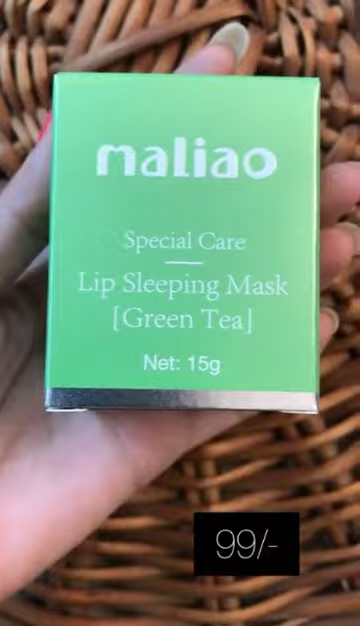 maliao
Special Care
Lip Sleeping Mask
[Green Tea]
Net: 15g
99/-